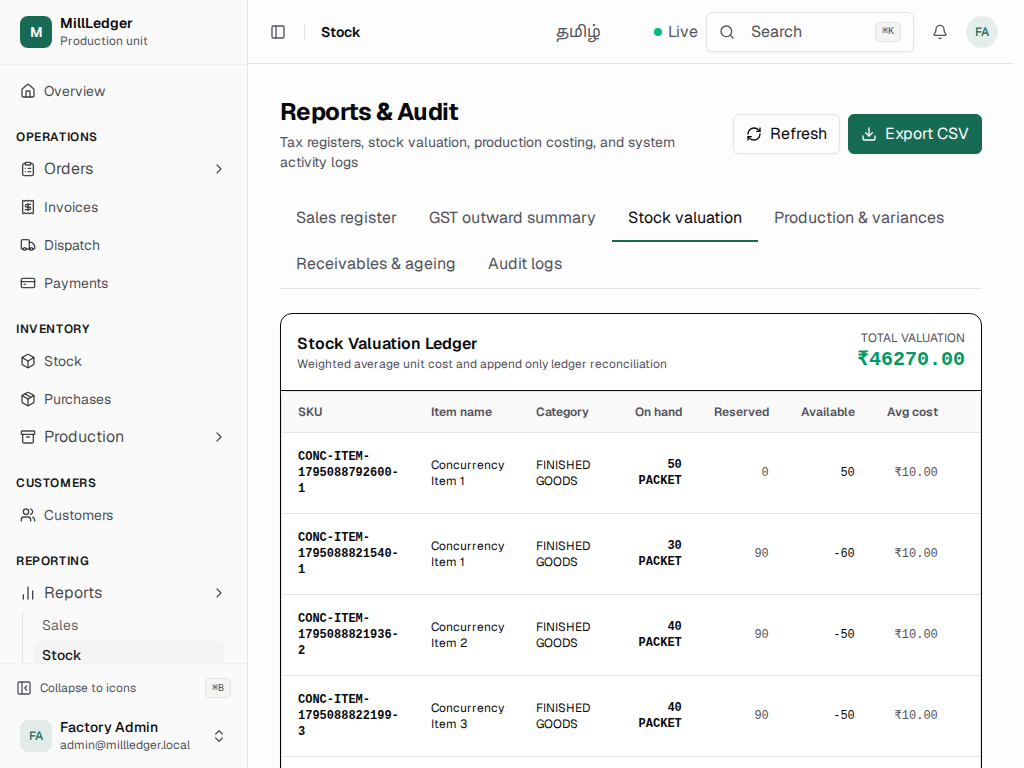 M
MillLedger
Production unit
Overview
OPERATIONS
Orders
Invoices
Dispatch
Payments
INVENTORY
Stock
Purchases
Production
CUSTOMERS
Customers
REPORTING
Reports
Sales
Stock
Collapse to icons
⌘B
FA
Factory Admin
admin@millledger.local
Stock
தமிழ்
Live
Search
⌘K
FA
Reports & Audit
Tax registers, stock valuation, production costing, and system
activity logs
Refresh
Export CSV
Sales register
GST outward summary
Stock valuation
Production & variances
Receivables & ageing
Audit logs
Stock Valuation Ledger
Weighted average unit cost and append only ledger reconciliation
TOTAL VALUATION
₹46270.00
SKU Item name Category On hand Reserved Available Avg cost
CONC-ITEM-
1795088792600-
1
Concurrency
Item 1
FINISHED
GOODS
50
PACKET
0
50
₹10.00
CONC-ITEM-
1795088821540-
1
Concurrency
Item 1
FINISHED
GOODS
30
PACKET
90
-60
₹10.00
CONC-ITEM-
1795088821936-
2
Concurrency
Item 2
FINISHED
GOODS
40
PACKET
90
-50
₹10.00
CONC-ITEM-
1795088822199-
3
Concurrency
Item 3
FINISHED
GOODS
40
PACKET
90
-50
₹10.00